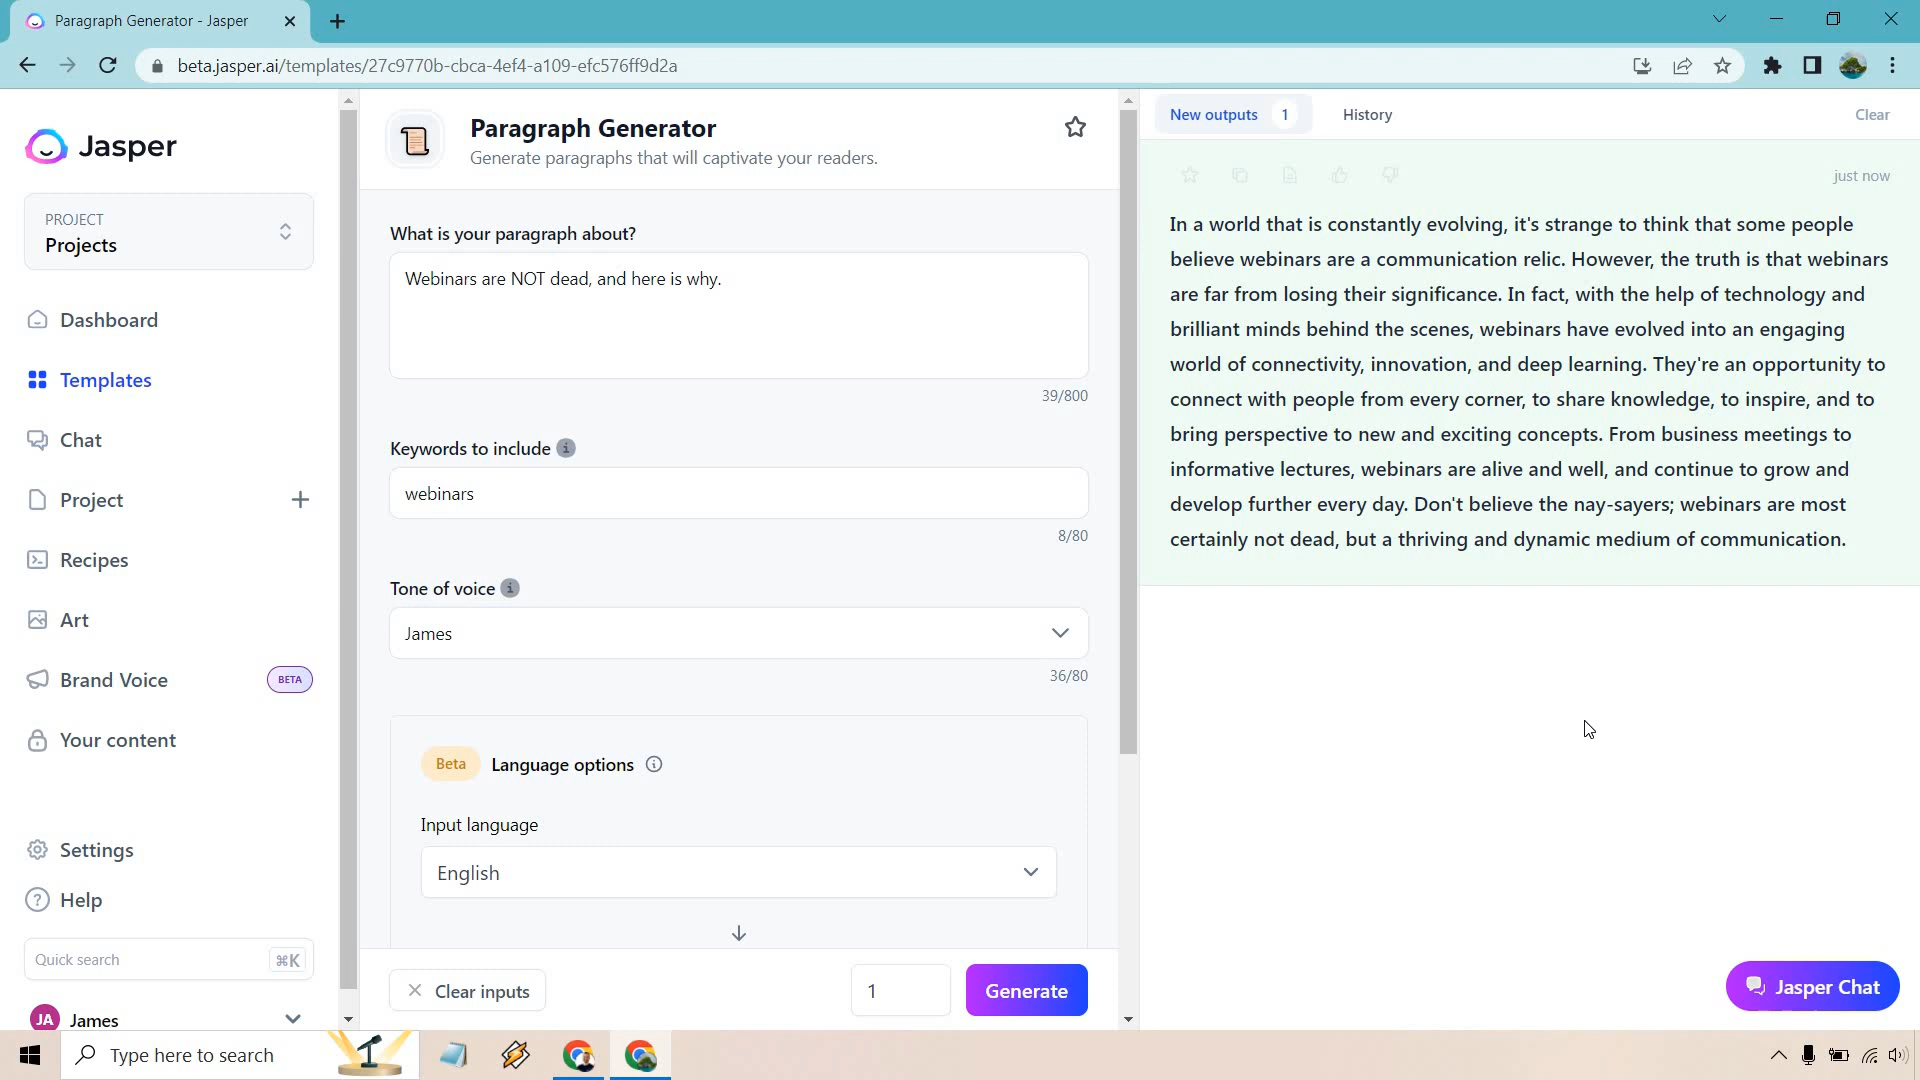 Paragraph Generator - Jasper
beta.jasper.ai/templates/27c9770b-cbca-4ef4-a109-efc576ff9d2a
Jasper
PROJECT
Projects
Dashboard
Templates
Chat
Project
Recipes
Art
Brand Voice
BETA
Your content
Settings
Help
Quick search
⌘K
JA
James
Paragraph Generator
Generate paragraphs that will captivate your readers.
What is your paragraph about?
Webinars are NOT dead, and here is why.
39/800
Keywords to include
webinars
8/80
Tone of voice
James
36/80
Beta
Language options
Input language
English
Clear inputs
1
Generate
New outputs 1
History
Clear
just now
In a world that is constantly evolving, it's strange to think that some people
believe webinars are a communication relic. However, the truth is that webinars
are far from losing their significance. In fact, with the help of technology and
brilliant minds behind the scenes, webinars have evolved into an engaging
world of connectivity, innovation, and deep learning. They're an opportunity to
connect with people from every corner, to share knowledge, to inspire, and to
bring perspective to new and exciting concepts. From business meetings to
informative lectures, webinars are alive and well, and continue to grow and
develop further every day. Don't believe the nay-sayers; webinars are most
certainly not dead, but a thriving and dynamic medium of communication.
Jasper Chat
Type here to search